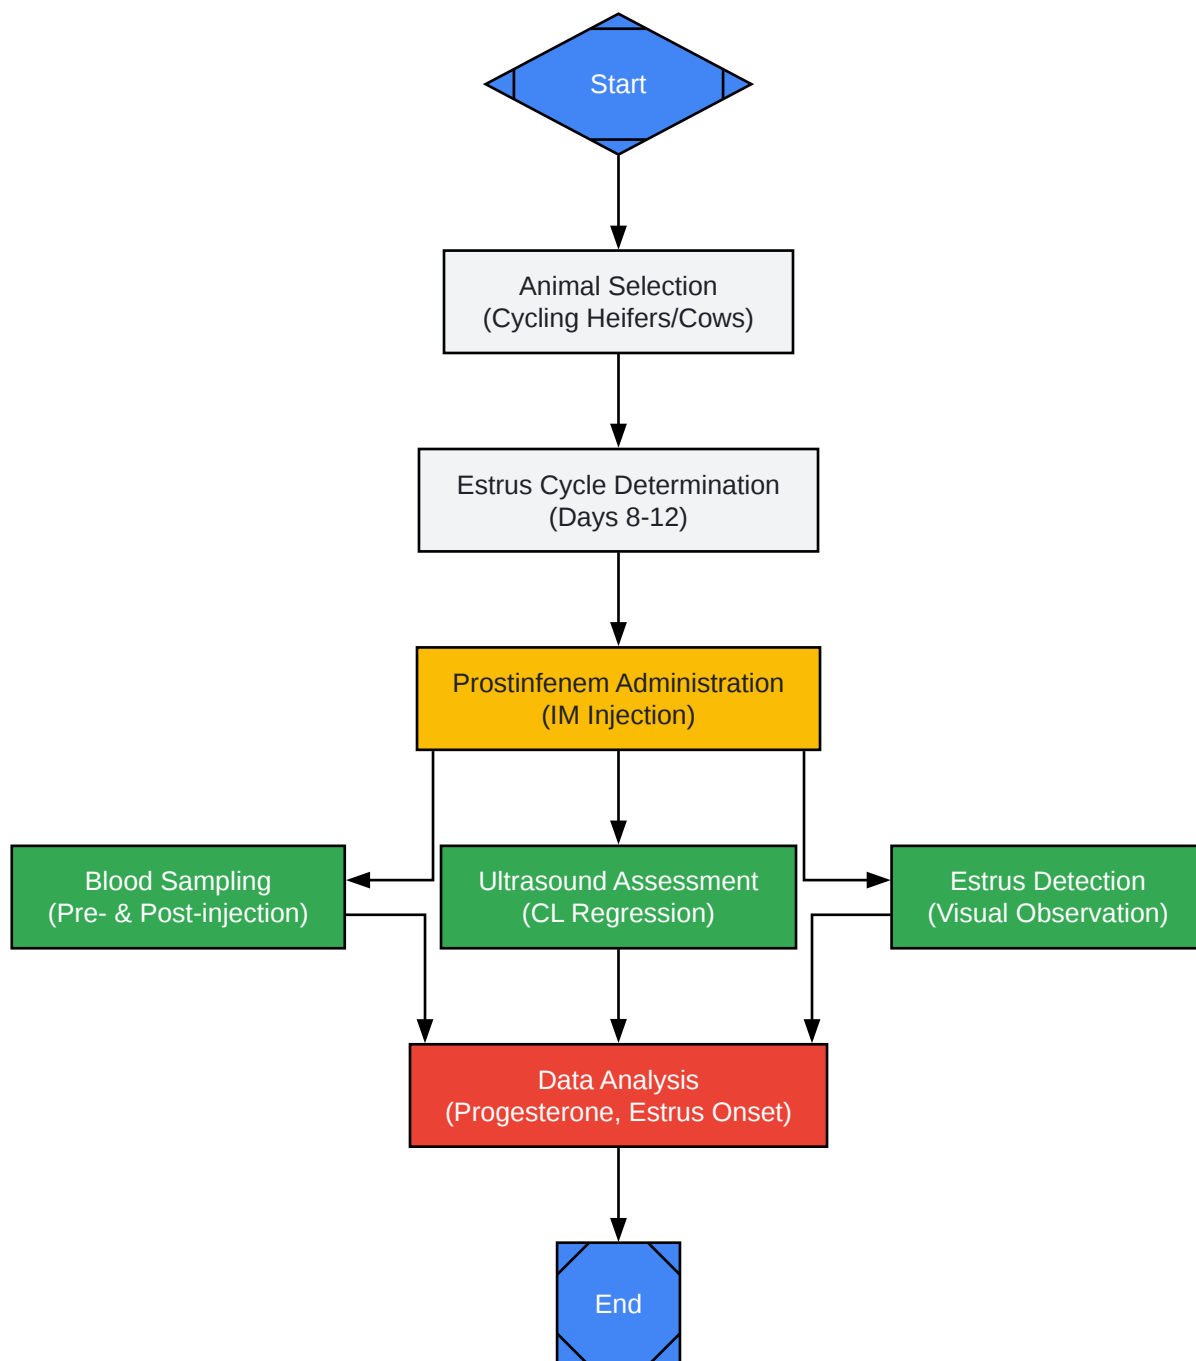 Start
Animal Selection
(Cycling Heifers/Cows)
Estrus Cycle Determination
(Days 8-12)
Prostinfenem Administration
(IM Injection)
Blood Sampling
(Pre- & Post-injection)
Ultrasound Assessment
(CL Regression)
Estrus Detection
(Visual Observation)
Data Analysis
(Progesterone, Estrus Onset)
End